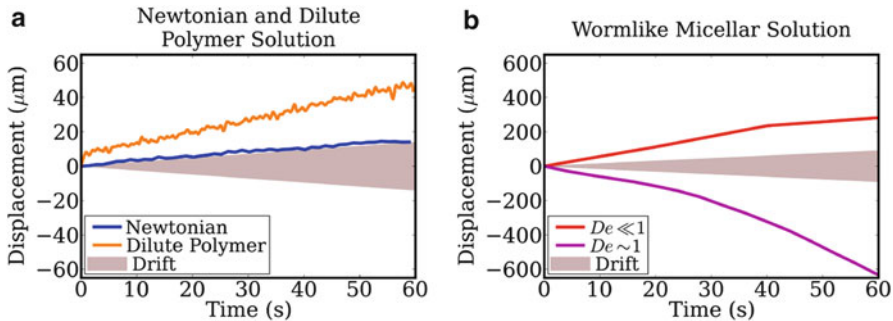 a
Newtonian and Dilute
Polymer Solution
Displacement (μm)
60
40
20
0
−20
−40
−60
Newtonian
Dilute Polymer
Drift
0 10 20 30 40 50 60
Time (s)
b
Wormlike Micellar Solution
Displacement (μm)
600
400
200
0
−200
−400
−600
De ≪ 1
De ∼ 1
Drift
0 10 20 30 40 50 60
Time (s)